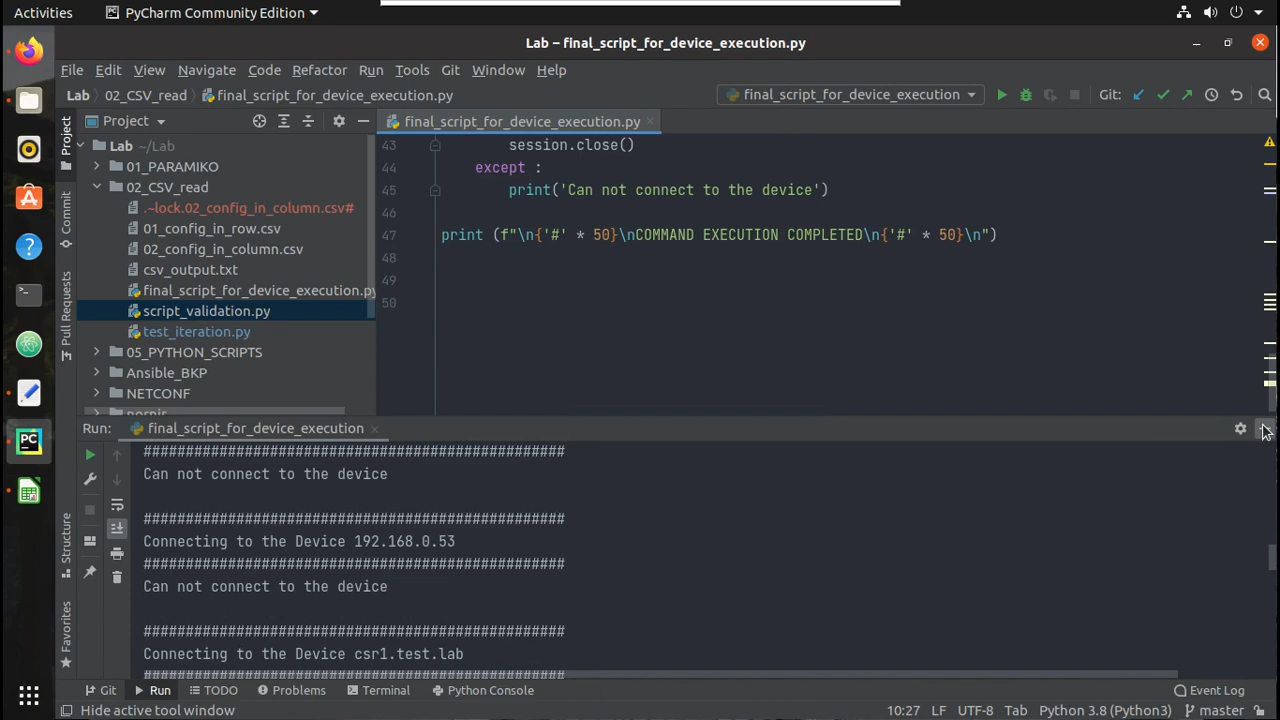 Activities PyCharm Community Edition
Lab – final_script_for_device_execution.py
File Edit View Navigate Code Refactor Run Tools Git Window Help
Lab 02_CSV_read final_script_for_device_execution.py final_script_for_device_execution Git:
Project
Project
final_script_for_device_execution.py
Lab ~/Lab
01_PARAMIKO
02_CSV_read
.~lock.02_config_in_column.csv#
01_config_in_row.csv
02_config_in_column.csv
csv_output.txt
final_script_for_device_execution.py
script_validation.py
test_iteration.py
05_PYTHON_SCRIPTS
Ansible_BKP
NETCONF
nornir
Commit
Pull Requests
Structure
Favorites
43 session.close()
44 except :
45 print('Can not connect to the device')
46
47 print (f"\n{'#' * 50}\nCOMMAND EXECUTION COMPLETED\n{'#' * 50}\n")
48
49
50
Run: final_script_for_device_execution
##################################################
Can not connect to the device
##################################################
Connecting to the Device 192.168.0.53
##################################################
Can not connect to the device
##################################################
Connecting to the Device csr1.test.lab
##################################################
Git Run TODO Problems Terminal Python Console Event Log
Hide active tool window 10:27 LF UTF-8 Tab Python 3.8 (Python3) master